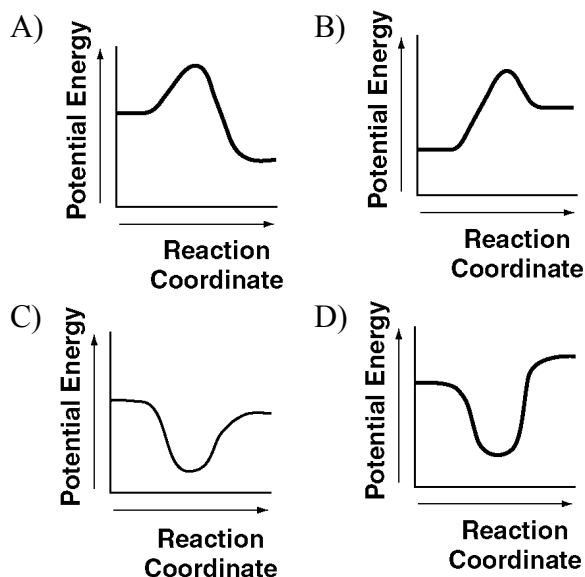 A)
Potential Energy
Reaction
Coordinate
B)
Potential Energy
Reaction
Coordinate
C)
Potential Energy
Reaction
Coordinate
D)
Potential Energy
Reaction
Coordinate